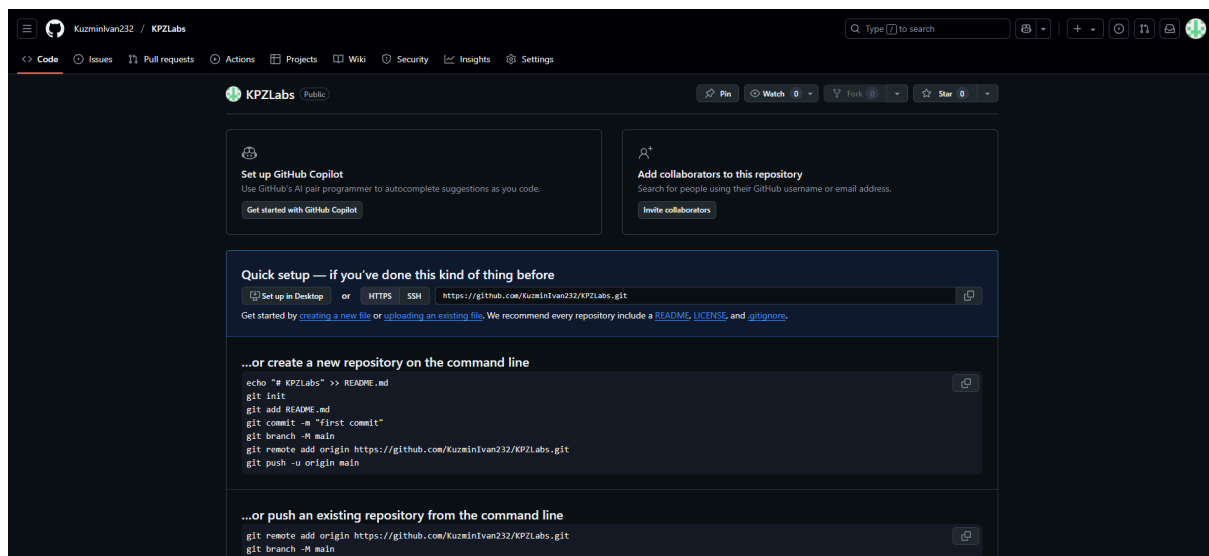 KuzminIvan232 / KPZLabs
Type / to search
Code Issues Pull requests Actions Projects Wiki Security Insights Settings
KPZLabs Public
Pin Watch 0 Fork 0 Star 0
Set up GitHub Copilot
Use GitHub's AI pair programmer to autocomplete suggestions as you code.
Get started with GitHub Copilot
Add collaborators to this repository
Search for people using their GitHub username or email address.
Invite collaborators
Quick setup — if you've done this kind of thing before
Set up in Desktop or HTTPS SSH https://github.com/KuzminIvan232/KPZLabs.git
Get started by creating a new file or uploading an existing file. We recommend every repository include a README, LICENSE, and .gitignore.
...or create a new repository on the command line
echo "# KPZLabs" >> README.md
git init
git add README.md
git commit -m "first commit"
git branch -M main
git remote add origin https://github.com/KuzminIvan232/KPZLabs.git
git push -u origin main
...or push an existing repository from the command line
git remote add origin https://github.com/KuzminIvan232/KPZLabs.git
git branch -M main